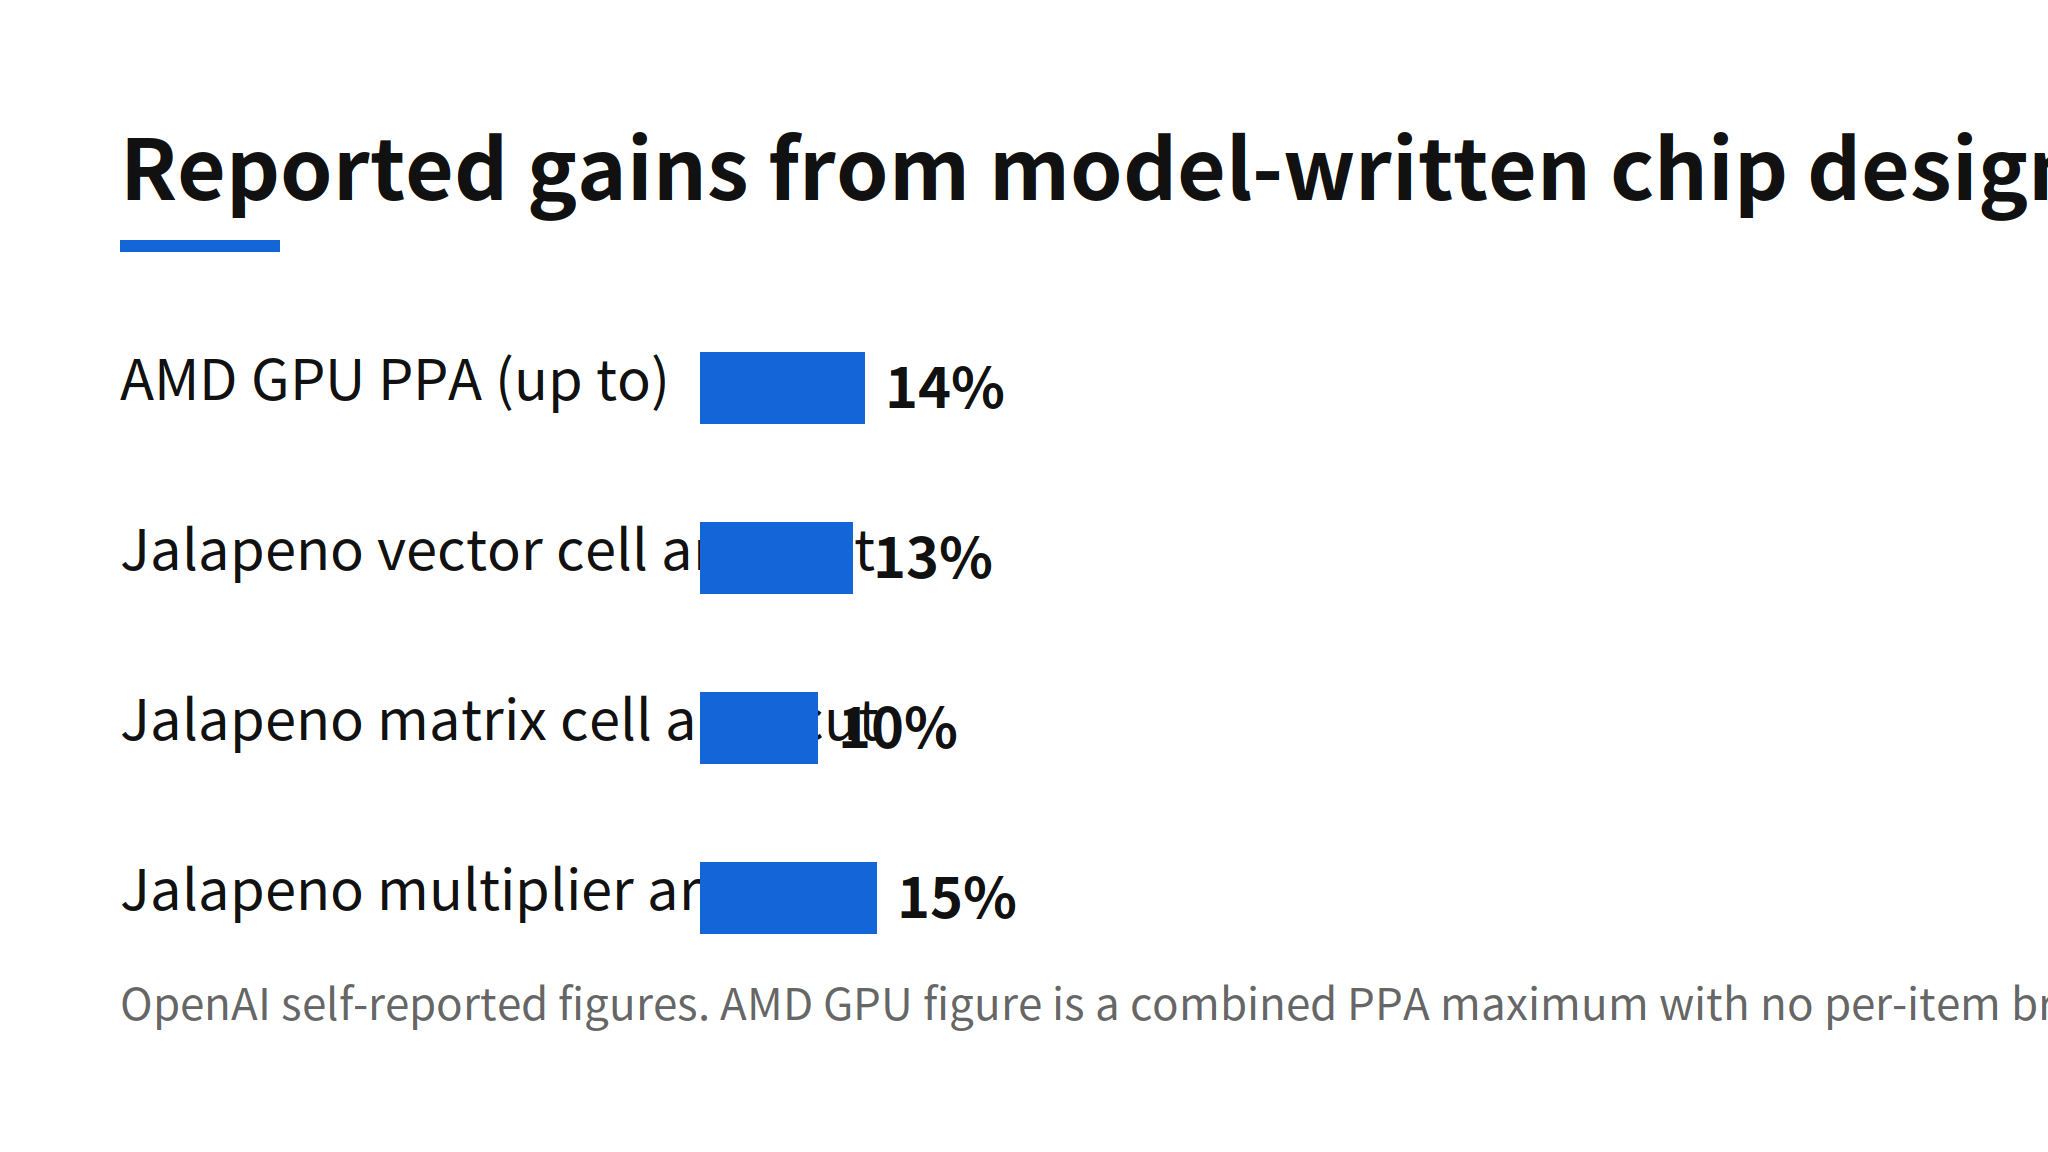 Reported gains from model-written chip design
AMD GPU PPA (up to) 14%
Jalapeno vector cell 13%
Jalapeno matrix cell cut 10%
Jalapeno multiplier 15%
OpenAI self-reported figures. AMD GPU figure is a combined PPA maximum with no per-item